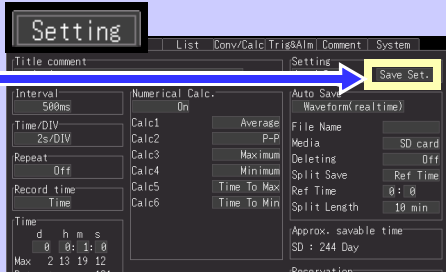 Setting
List Conv/Calc Trig&Alm Comment System
Title comment
Setting
Save Set.
Interval
500ms
Time/DIV
2s/DIV
Repeat
Off
Record time
Time
Time
d h m s
0 0: 1: 0
Max 2 13 19 12
Numerical Calc.
On
Calc1 Average
Calc2 P-P
Calc3 Maximum
Calc4 Minimum
Calc5 Time To Max
Calc6 Time To Min
Auto Save
Waveform(realtime)
File Name
Media SD card
Deleting Off
Split Save Ref Time
Ref Time 0: 0
Split Length 10 min
Approx. savable time
SD : 244 Day
Reservation